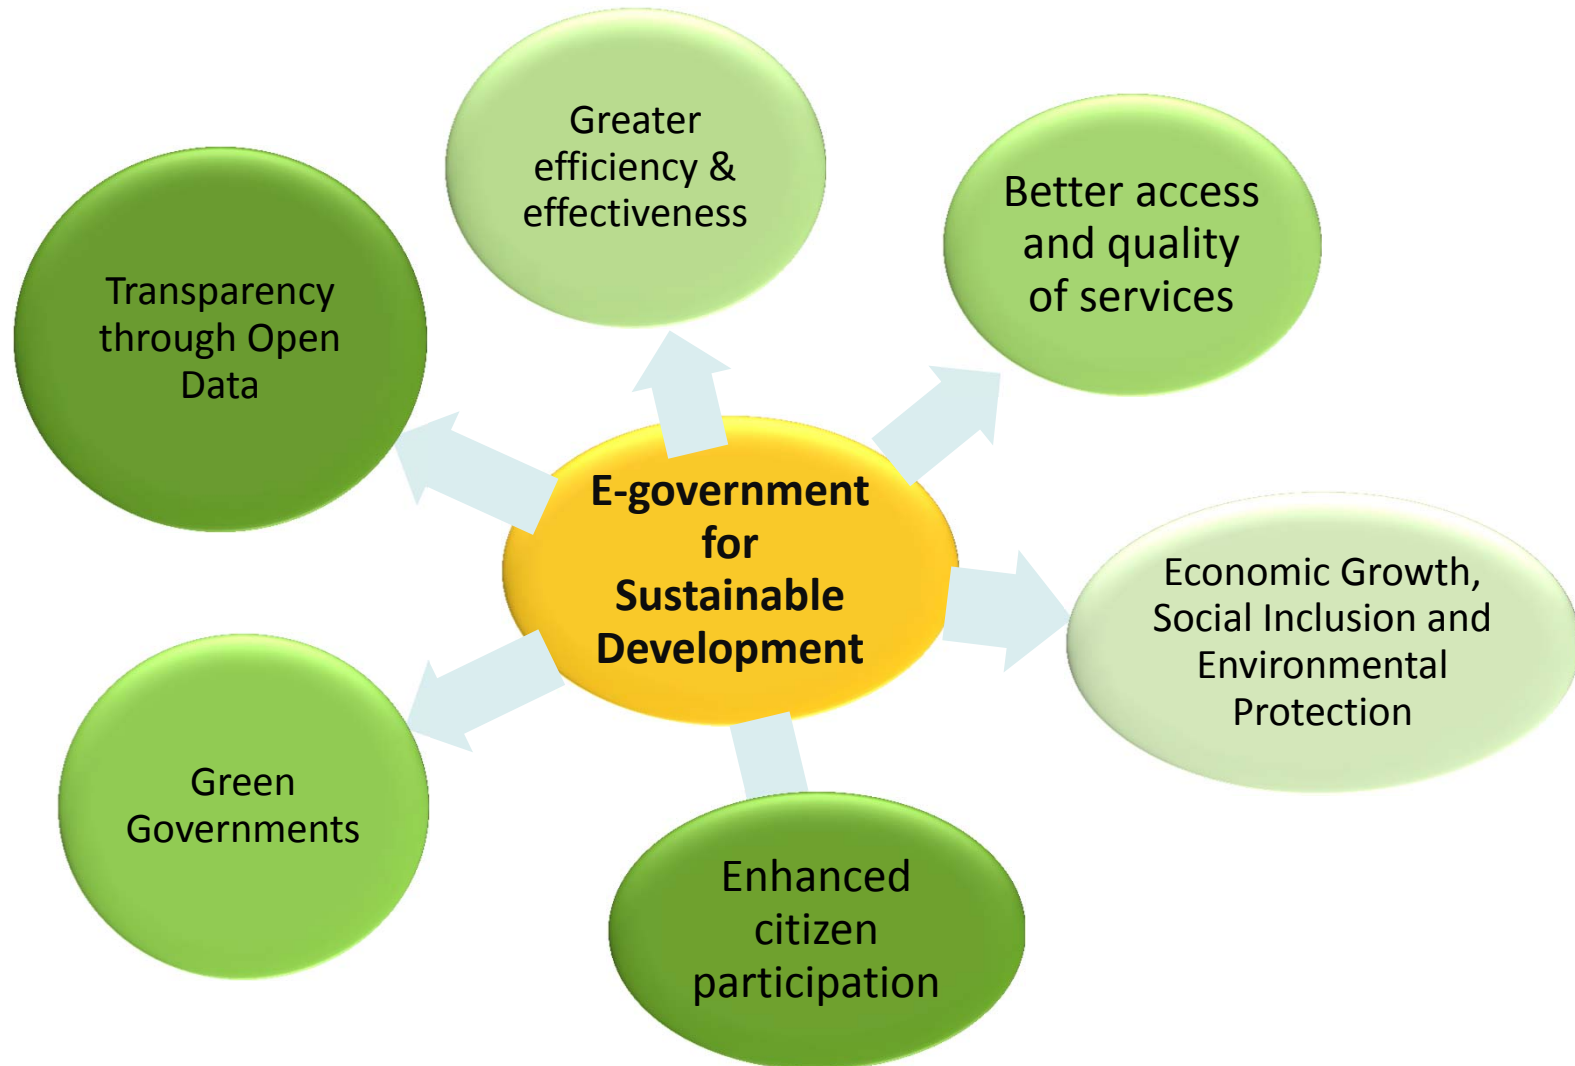 Greater
efficiency &
effectiveness
Better access
and quality
of services
Transparency
through Open
Data
E-government
for
Sustainable
Development
Economic Growth,
Social Inclusion and
Environmental
Protection
Green
Governments
Enhanced
citizen
participation